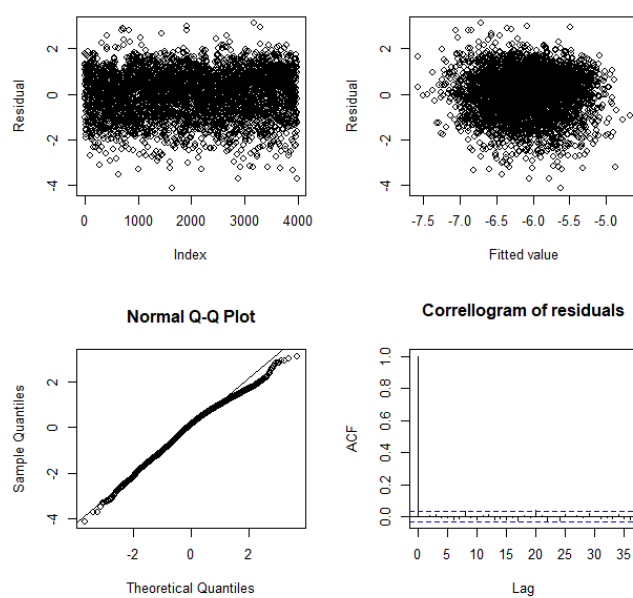 Residual
2
0
-2
-4
0 1000 2000 3000 4000
Index
Residual
2
0
-2
-4
-7.5 -7.0 -6.5 -6.0 -5.5 -5.0
Fitted value
Normal Q-Q Plot
Sample Quantiles
2
0
-2
-4
-2 0 2
Theoretical Quantiles
Correllogram of residuals
ACF
1.0
0.8
0.6
0.4
0.2
0.0
0 5 10 15 20 25 30 35
Lag